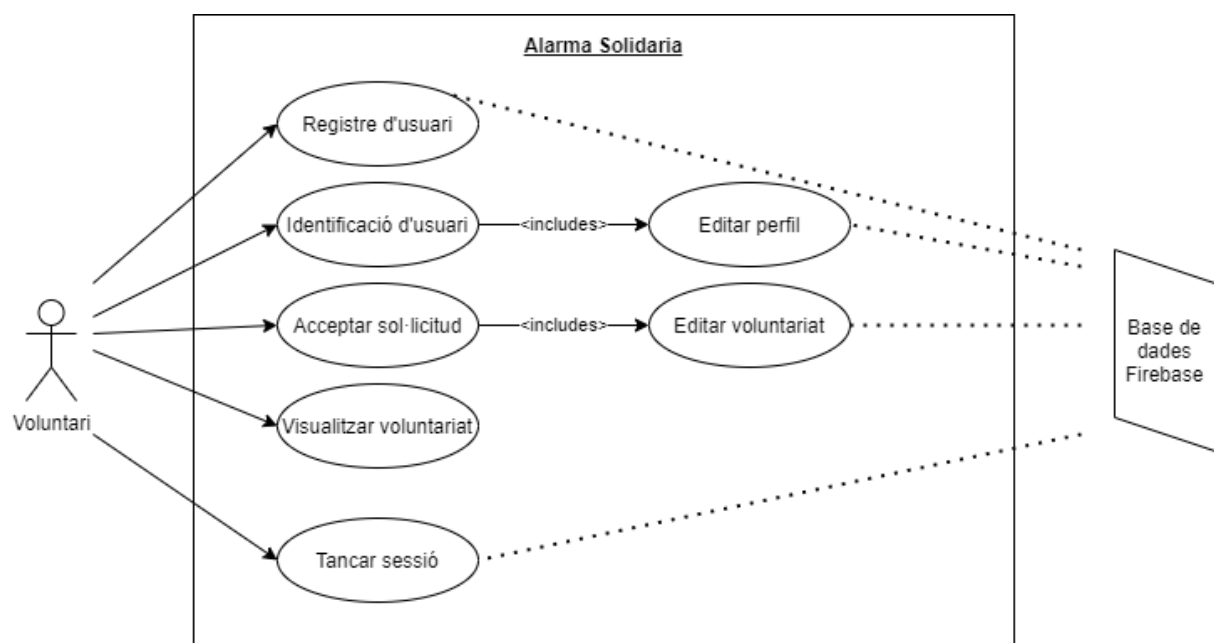 Alarma Solidaria
Registre d'usuari
Identificació d'usuari
<includes>
Editar perfil
Acceptar sol·licitud
<includes>
Editar voluntariat
Base de
dades
Firebase
Voluntari
Visualitzar voluntariat
Tancar sessió